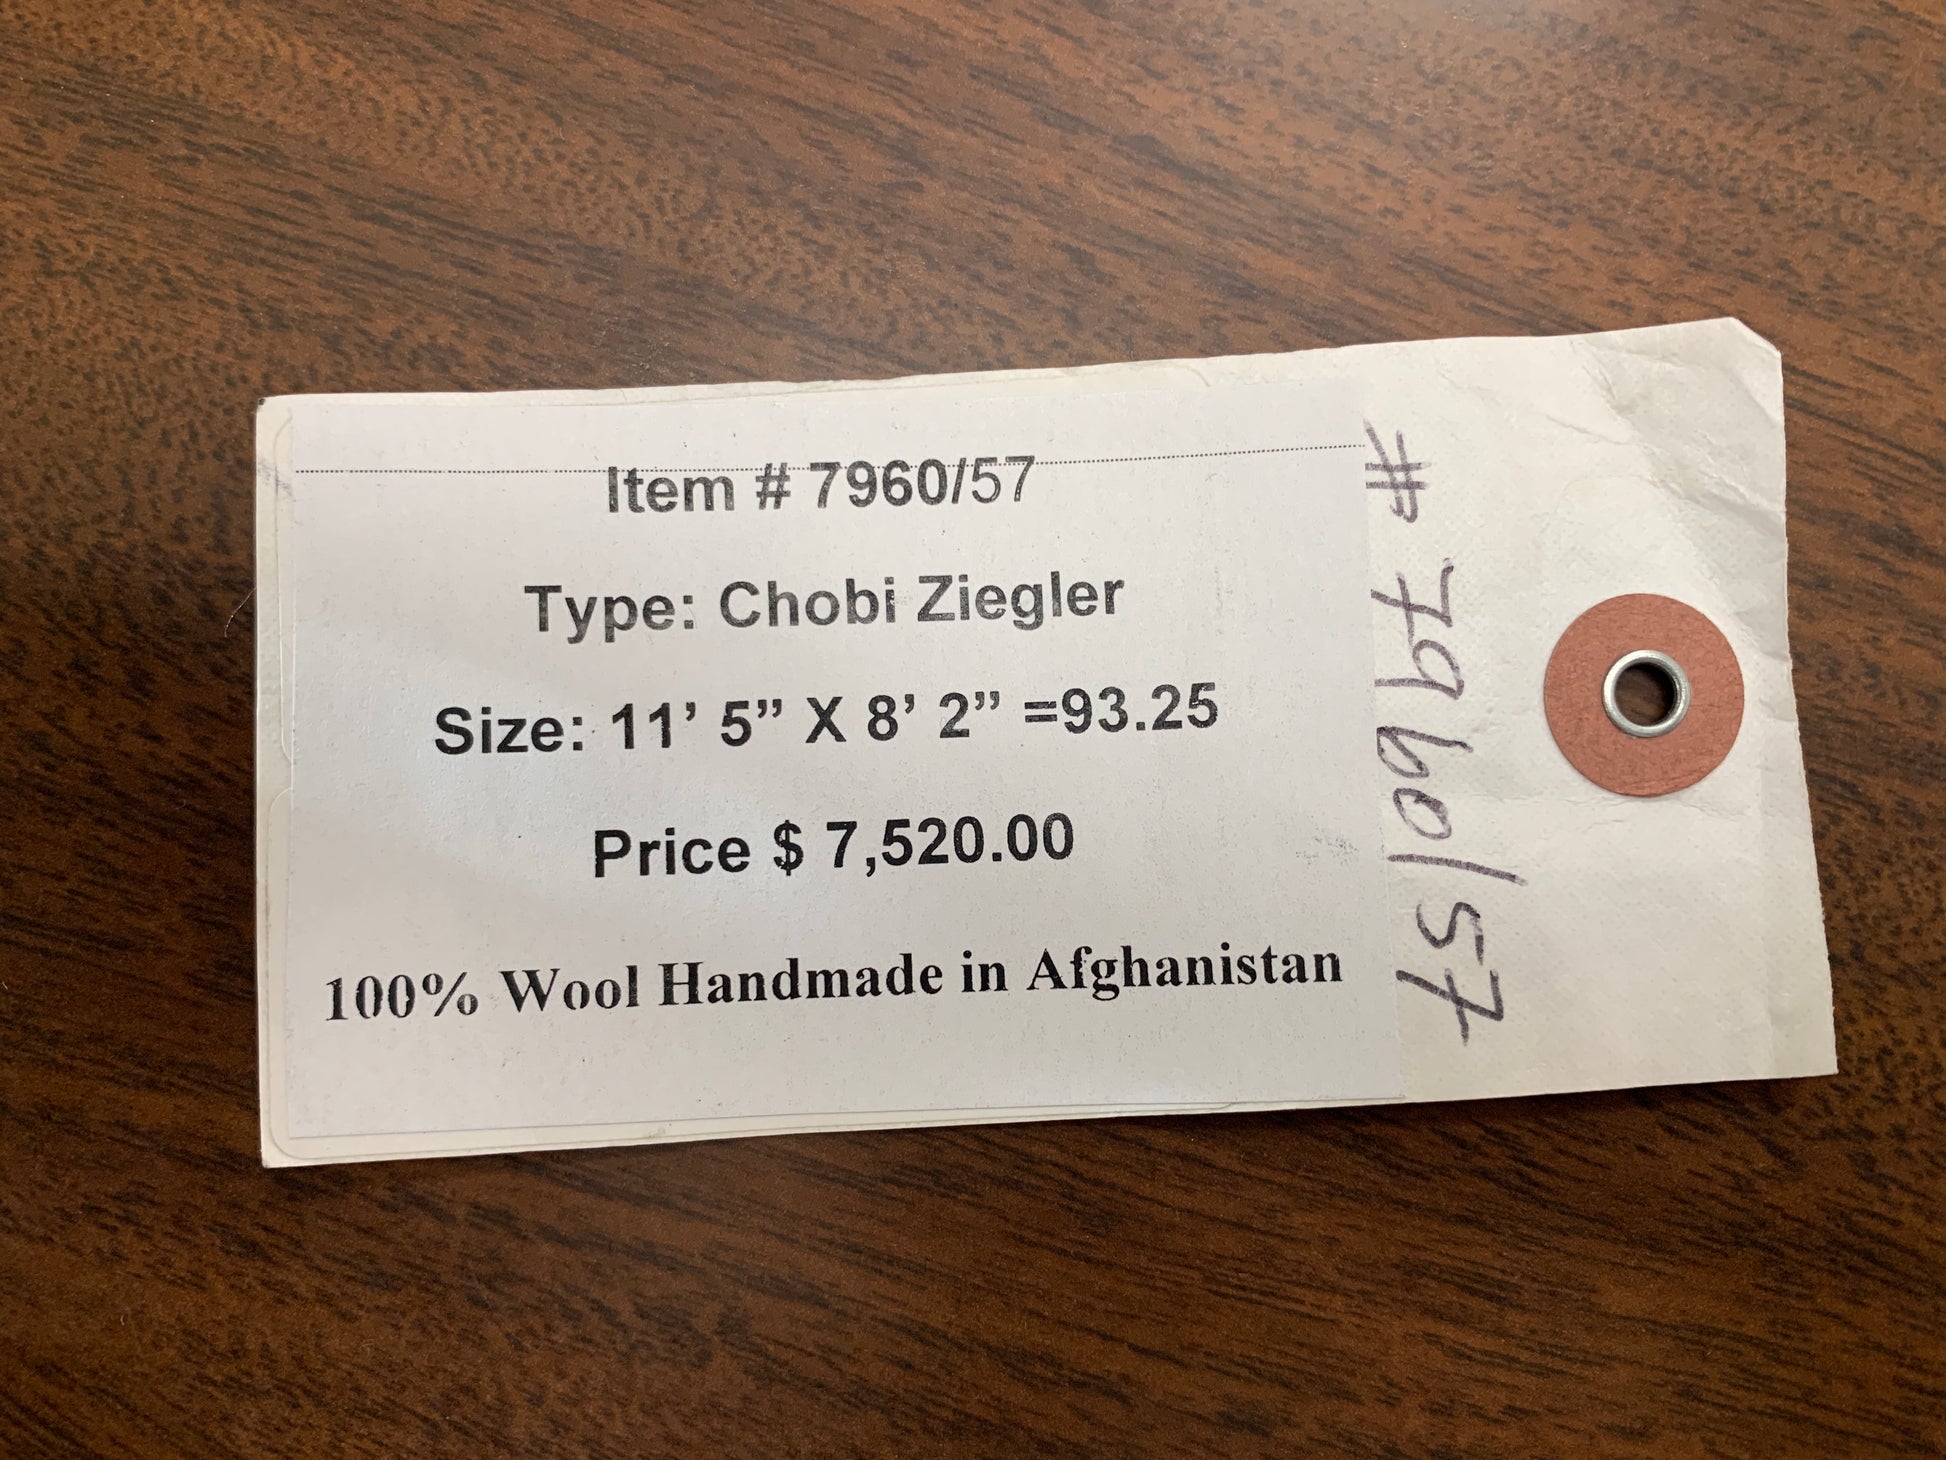 Item # 7960/57
Type: Chobi Ziegler
Size: 11’ 5” X 8’ 2” =93.25
Price $ 7,520.00
100% Wool Handmade in Afghanistan
# 7960/57